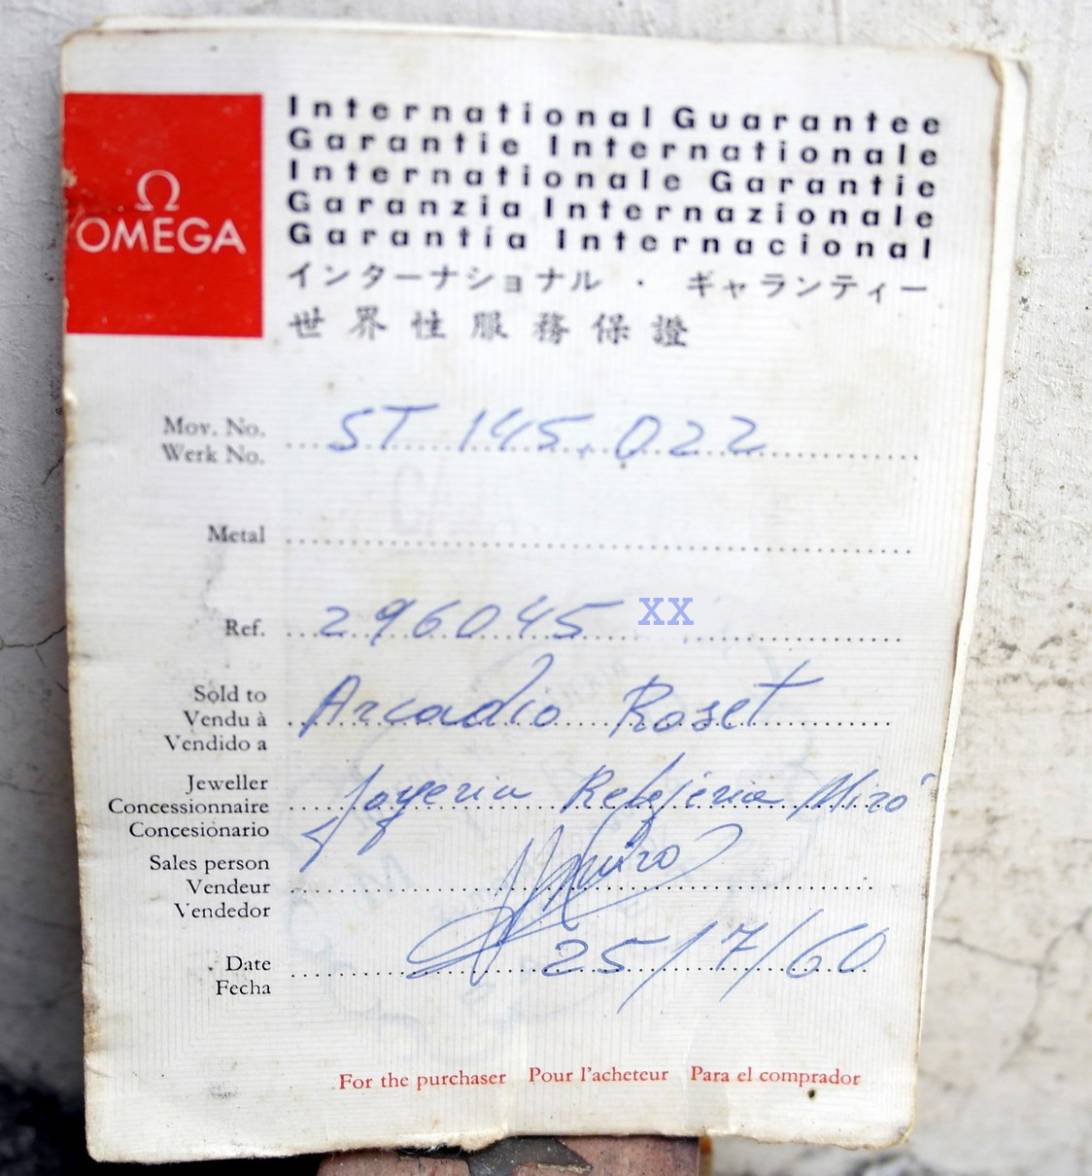 Ω
OMEGA
International Guarantee
Garantie Internationale
Internationale Garantie
Garanzia Internazionale
Garantía Internacional
インターナショナル・ギャランティー
世界性服務保證
Mov. No. ST 145.022
Werk No.
Metal
Ref. 296045 XX
Sold to
Vendu à Arcadio Roset
Vendido a
Jeweller
Concessionnaire Joyeria Relojeria Miró
Concesionario
Sales person
Vendeur
Vendedor
Date 25/7/60
Fecha
For the purchaser Pour l'acheteur Para el comprador